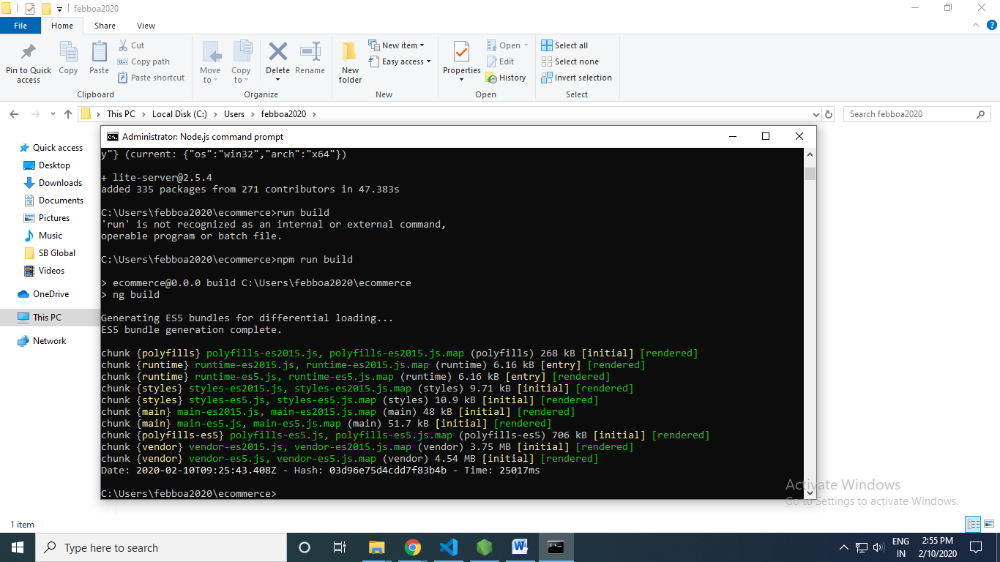 febboa2020
File Home Share View
Pin to Quick access
Copy
Paste
Cut
Copy path
Paste shortcut
Clipboard
Move to
Copy to
Delete
Rename
Organize
New folder
New item
Easy access
New
Properties
Open
Edit
History
Open
Select all
Select none
Invert selection
Select
This PC > Local Disk (C:) > Users > febboa2020 >
Search febboa2020
Quick access
Desktop
Downloads
Documents
Pictures
Music
SB Global
Videos
OneDrive
This PC
Network
Administrator: Node.js command prompt
y"} (current: {"os":"win32","arch":"x64"})
+ lite-server@2.5.4
added 335 packages from 271 contributors in 47.383s
C:\Users\febboa2020\ecommerce>run build
'run' is not recognized as an internal or external command,
operable program or batch file.
C:\Users\febboa2020\ecommerce>npm run build
> ecommerce@0.0.0 build C:\Users\febboa2020\ecommerce
> ng build
Generating ES5 bundles for differential loading...
ES5 bundle generation complete.
chunk {polyfills} polyfills-es2015.js, polyfills-es2015.js.map (polyfills) 268 kB [initial] [rendered]
chunk {runtime} runtime-es2015.js, runtime-es2015.js.map (runtime) 6.16 kB [entry] [rendered]
chunk {runtime} runtime-es5.js, runtime-es5.js.map (runtime) 6.16 kB [entry] [rendered]
chunk {styles} styles-es2015.js, styles-es2015.js.map (styles) 9.71 kB [initial] [rendered]
chunk {styles} styles-es5.js, styles-es5.js.map (styles) 10.9 kB [initial] [rendered]
chunk {main} main-es2015.js, main-es2015.js.map (main) 48 kB [initial] [rendered]
chunk {main} main-es5.js, main-es5.js.map (main) 51.7 kB [initial] [rendered]
chunk {polyfills-es5} polyfills-es5.js, polyfills-es5.js.map (polyfills-es5) 706 kB [initial] [rendered]
chunk {vendor} vendor-es2015.js, vendor-es2015.js.map (vendor) 3.75 MB [initial] [rendered]
chunk {vendor} vendor-es5.js, vendor-es5.js.map (vendor) 4.54 MB [initial] [rendered]
Date: 2020-02-10T09:25:43.408Z - Hash: 03d96e75d4cdd7f83b4b - Time: 25017ms
C:\Users\febboa2020\ecommerce>
Activate Windows
Go to Settings to activate Windows.
1 item
Type here to search
ENG
IN
2:55 PM
2/10/2020